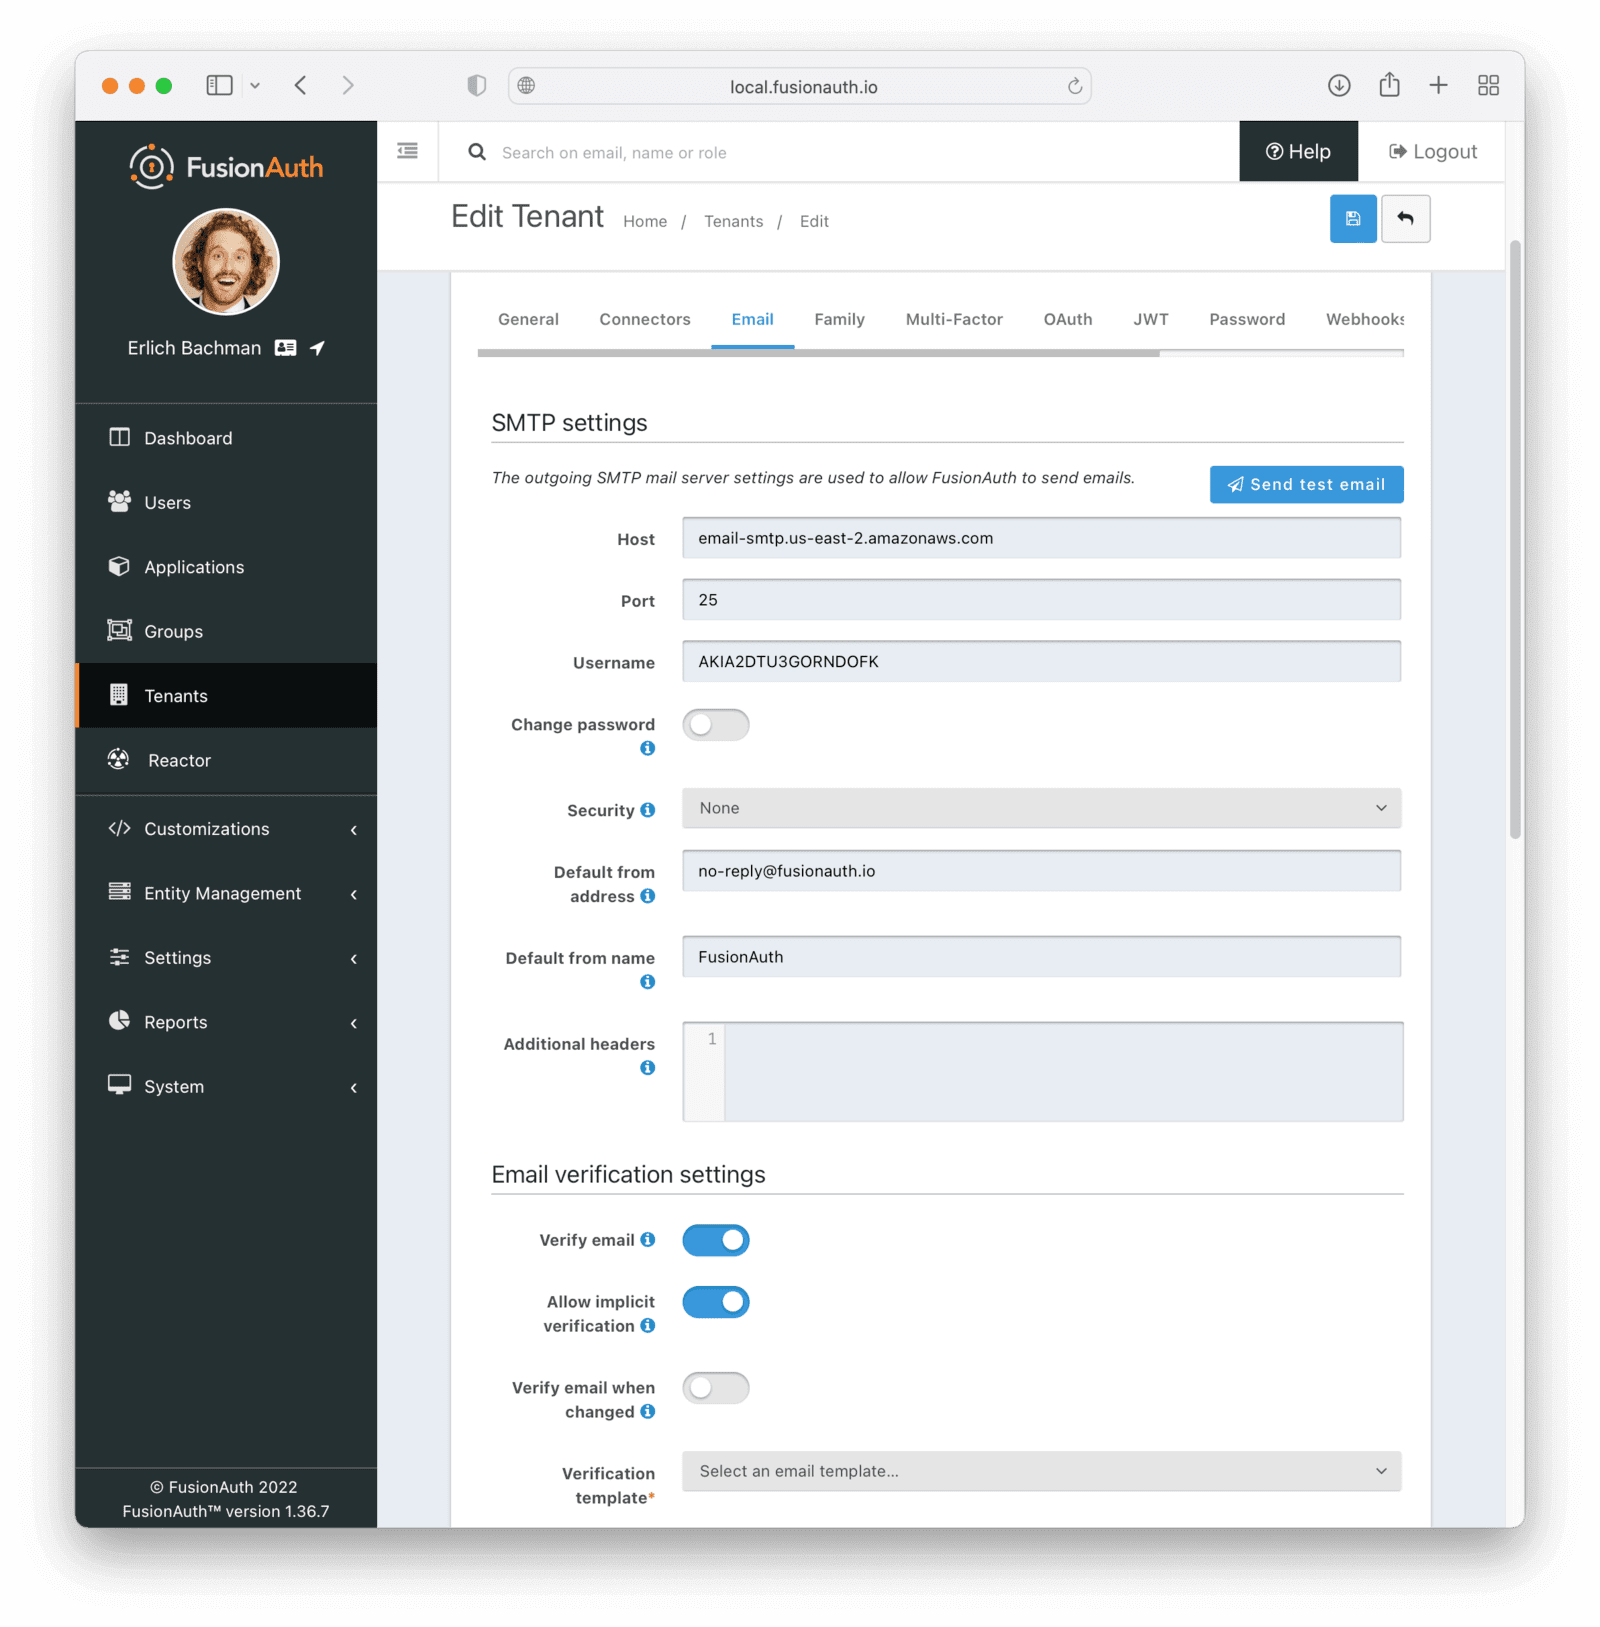 local.fusionauth.io
FusionAuth
Search on email, name or role
Help
Logout
Edit Tenant
Home / Tenants / Edit
Erlich Bachman
Dashboard
Users
Applications
Groups
Tenants
Reactor
Customizations
Entity Management
Settings
Reports
System
© FusionAuth 2022
FusionAuth™ version 1.36.7
General
Connectors
Email
Family
Multi-Factor
OAuth
JWT
Password
Webhooks
SMTP settings
The outgoing SMTP mail server settings are used to allow FusionAuth to send emails.
Send test email
Host
email-smtp.us-east-2.amazonaws.com
Port
25
Username
AKIA2DTU3GORNDOFK
Change password
Security
None
Default from
address
no-reply@fusionauth.io
Default from name
FusionAuth
Additional headers
1
Email verification settings
Verify email
Allow implicit
verification
Verify email when
changed
Verification
template*
Select an email template...